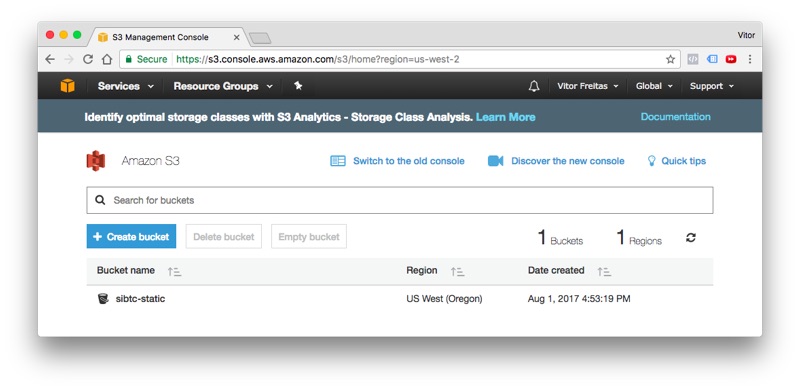 S3 Management Console
Vitor
Secure https://s3.console.aws.amazon.com/s3/home?region=us-west-2
Services Resource Groups Vitor Freitas Global Support
Identify optimal storage classes with S3 Analytics - Storage Class Analysis. Learn More Documentation
Amazon S3 Switch to the old console Discover the new console Quick tips
Search for buckets
+ Create bucket Delete bucket Empty bucket 1 Buckets 1 Regions
Bucket name Region Date created
sibtc-static US West (Oregon) Aug 1, 2017 4:53:19 PM